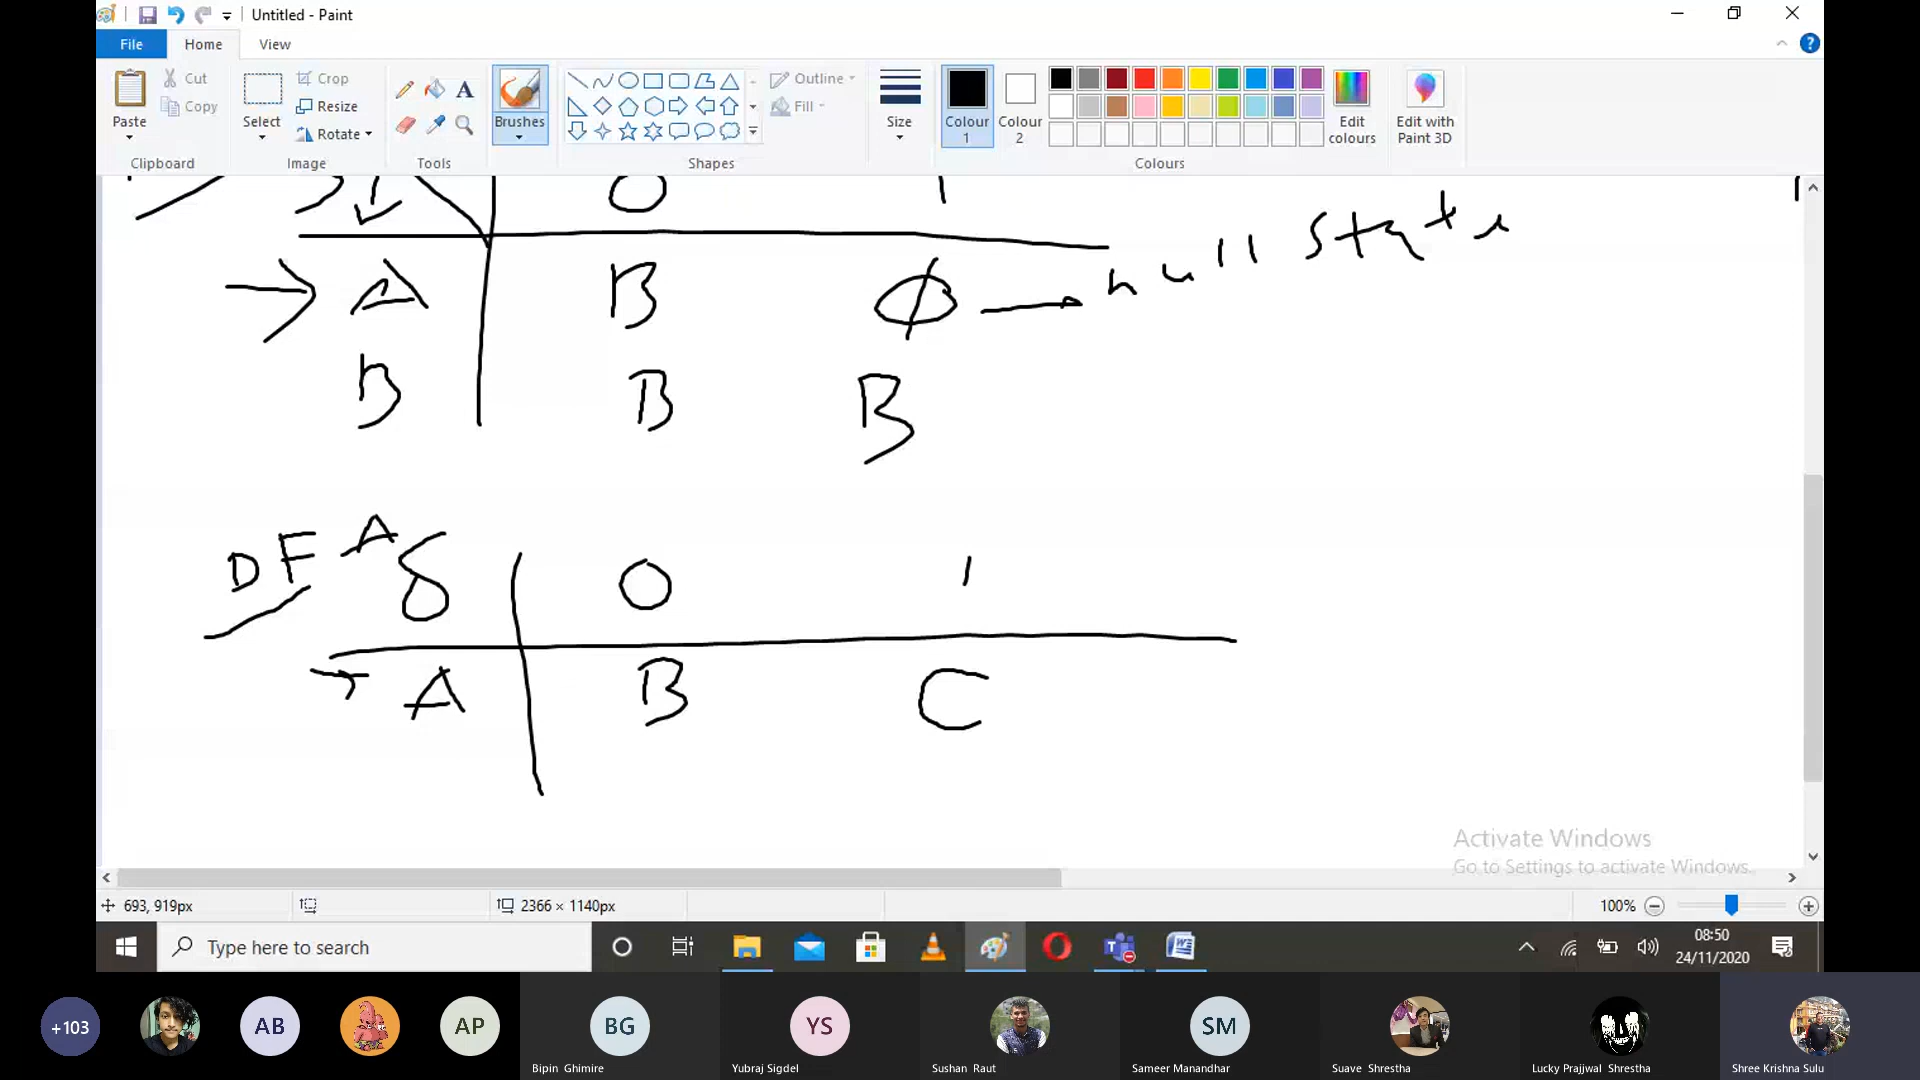 Untitled - Paint
File Home View
Paste Cut Copy
Clipboard
Select Crop Resize Rotate
Image
Tools
Brushes
Shapes
Outline
Fill
Size
Colour 1
Colour 2
Edit colours
Colours
Edit with Paint 3D
0 1
→ A B ϕ → null state
B B B
DFA δ 0 1
→ A B C
Activate Windows
Go to Settings to activate Windows.
693, 919px
2366 × 1140px
100%
Type here to search
08:50
24/11/2020
+103 AB AP BG YS SM
Bipin Ghimire
Yubraj Sigdel
Sushan Raut
Sameer Manandhar
Suave Shrestha
Lucky Prajjwal Shrestha
Shree Krishna Sulu